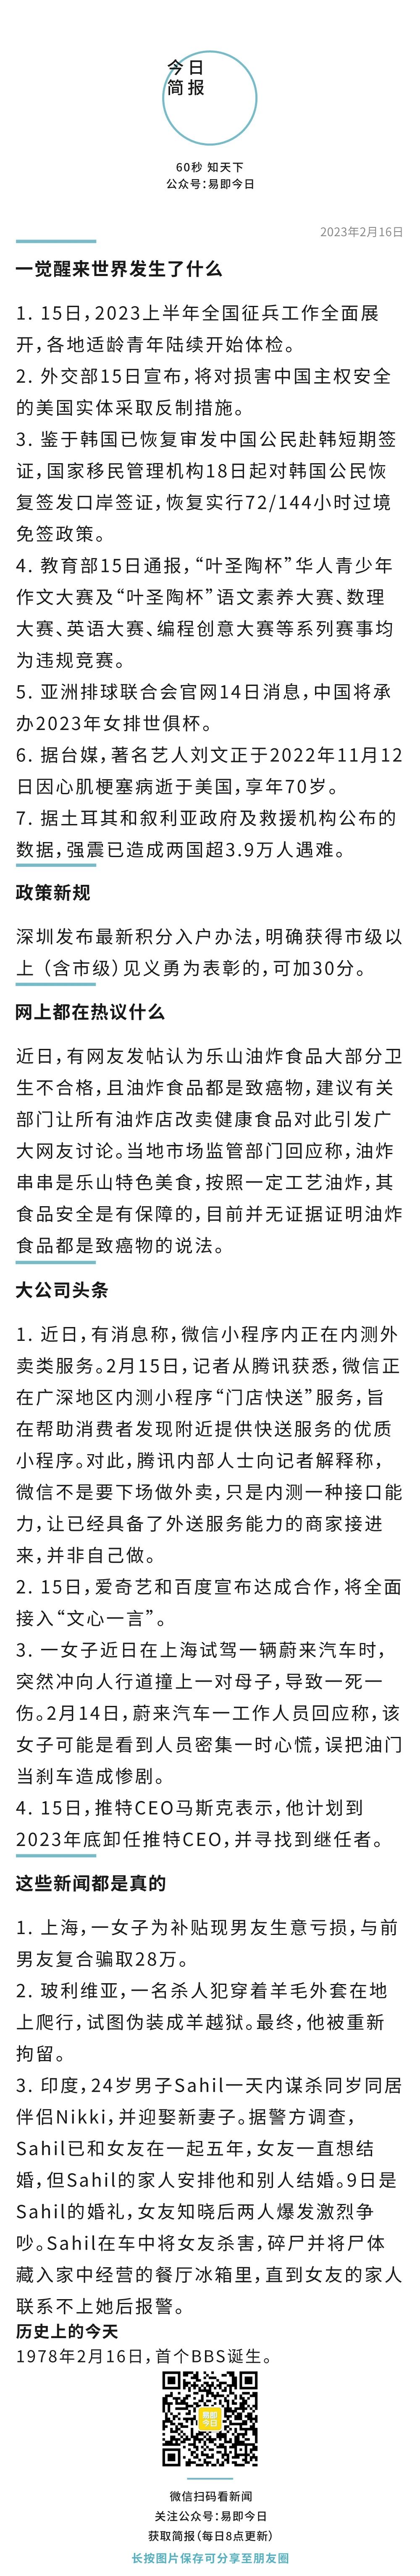 今日
简报
60秒 知天下
公众号:易即今日
2023年2月16日
一觉醒来世界发生了什么
1. 15日,2023上半年全国征兵工作全面展
开,各地适龄青年陆续开始体检。
2. 外交部15日宣布,将对损害中国主权安全
的美国实体采取反制措施。
3. 鉴于韩国已恢复审发中国公民赴韩短期签
证,国家移民管理机构18日起对韩国公民恢
复签发口岸签证,恢复实行72/144小时过境
免签政策。
4. 教育部15日通报,“叶圣陶杯”华人青少年
作文大赛及“叶圣陶杯”语文素养大赛、数理
大赛、英语大赛、编程创意大赛等系列赛事均
为违规竞赛。
5. 亚洲排球联合会官网14日消息,中国将承
办2023年女排世俱杯。
6. 据台媒,著名艺人刘文正于2022年11月12
日因心肌梗塞病逝于美国,享年70岁。
7. 据土耳其和叙利亚政府及救援机构公布的
数据,强震已造成两国超3.9万人遇难。
政策新规
深圳发布最新积分入户办法,明确获得市级以
上(含市级)见义勇为表彰的,可加30分。
网上都在热议什么
近日,有网友发帖认为乐山油炸食品大部分卫
生不合格,且油炸食品都是致癌物,建议有关
部门让所有油炸店改卖健康食品对此引发广
大网友讨论。当地市场监管部门回应称,油炸
串串是乐山特色美食,按照一定工艺油炸,其
食品安全是有保障的,目前并无证据证明油炸
食品都是致癌物的说法。
大公司头条
1. 近日,有消息称,微信小程序内正在内测外
卖类服务。2月15日,记者从腾讯获悉,微信正
在广深地区内测小程序“门店快送”服务,旨
在帮助消费者发现附近提供快送服务的优质
小程序。对此,腾讯内部人士向记者解释称,
微信不是要下场做外卖,只是内测一种接口能
力,让已经具备了外送服务能力的商家接进
来,并非自己做。
2. 15日,爱奇艺和百度宣布达成合作,将全面
接入“文心一言”。
3. 一女子近日在上海试驾一辆蔚来汽车时,
突然冲向人行道撞上一对母子,导致一死一
伤。2月14日,蔚来汽车一工作人员回应称,该
女子可能是看到人员密集一时心慌,误把油门
当刹车造成惨剧。
4. 15日,推特CEO马斯克表示,他计划到
2023年底卸任推特CEO,并寻找到继任者。
这些新闻都是真的
1. 上海,一女子为补贴现男友生意亏损,与前
男友复合骗取28万。
2. 玻利维亚,一名杀人犯穿着羊毛外套在地
上爬行,试图伪装成羊越狱。最终,他被重新
拘留。
3. 印度,24岁男子Sahil一天内谋杀同岁同居
伴侣Nikki,并迎娶新妻子。据警方调查,
Sahil已和女友在一起五年,女友一直想结
婚,但Sahil的家人安排他和别人结婚。9日是
Sahil的婚礼,女友知晓后两人爆发激烈争
吵。Sahil在车中将女友杀害,碎尸并将尸体
藏入家中经营的餐厅冰箱里,直到女友的家人
联系不上她后报警。
历史上的今天
1978年2月16日,首个BBS诞生。
易即
今日
微信扫码看新闻
关注公众号:易即今日
获取简报(每日8点更新)
长按图片保存可分享至朋友圈